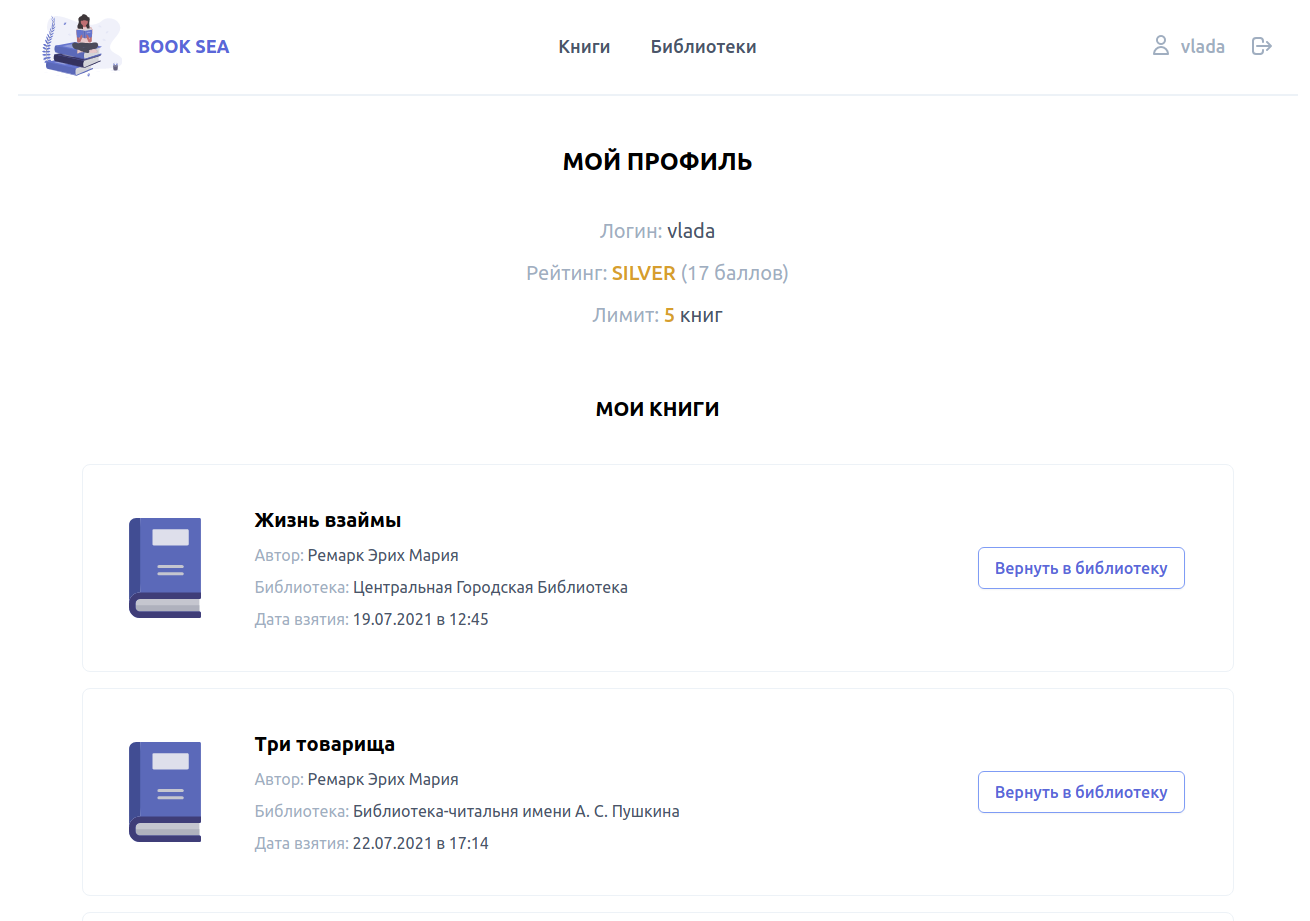 BOOK SEA
Книги
Библиотеки
vlada
МОЙ ПРОФИЛЬ
Логин: vlada
Рейтинг: SILVER (17 баллов)
Лимит: 5 книг
МОИ КНИГИ
Жизнь взаймы
Автор: Ремарк Эрих Мария
Библиотека: Центральная Городская Библиотека
Дата взятия: 19.07.2021 в 12:45
Вернуть в библиотеку
Три товарища
Автор: Ремарк Эрих Мария
Библиотека: Библиотека-читальня имени А. С. Пушкина
Дата взятия: 22.07.2021 в 17:14
Вернуть в библиотеку